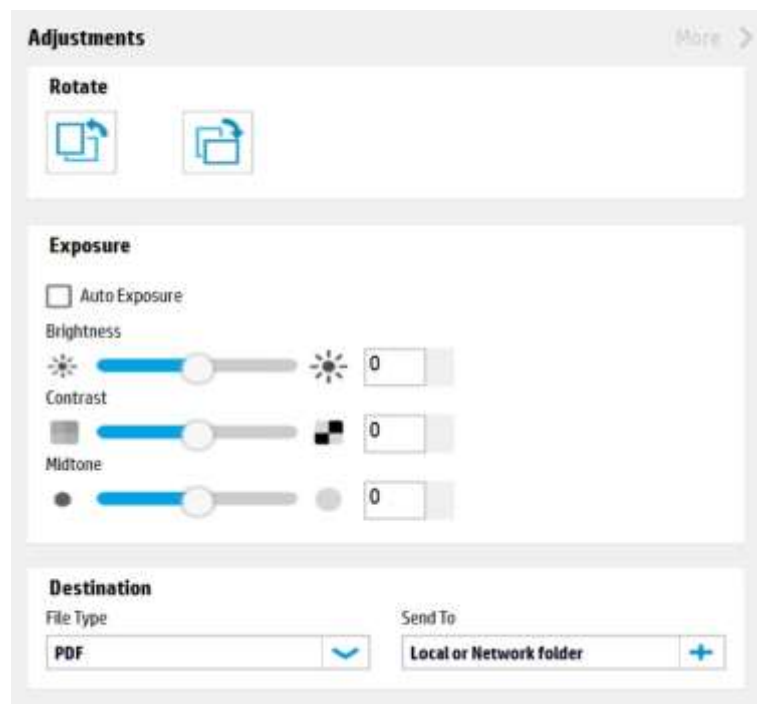 Adjustments More
Rotate
Exposure
Auto Exposure
Brightness
0
Contrast
0
Midtone
0
Destination
File Type Send To
PDF Local or Network folder